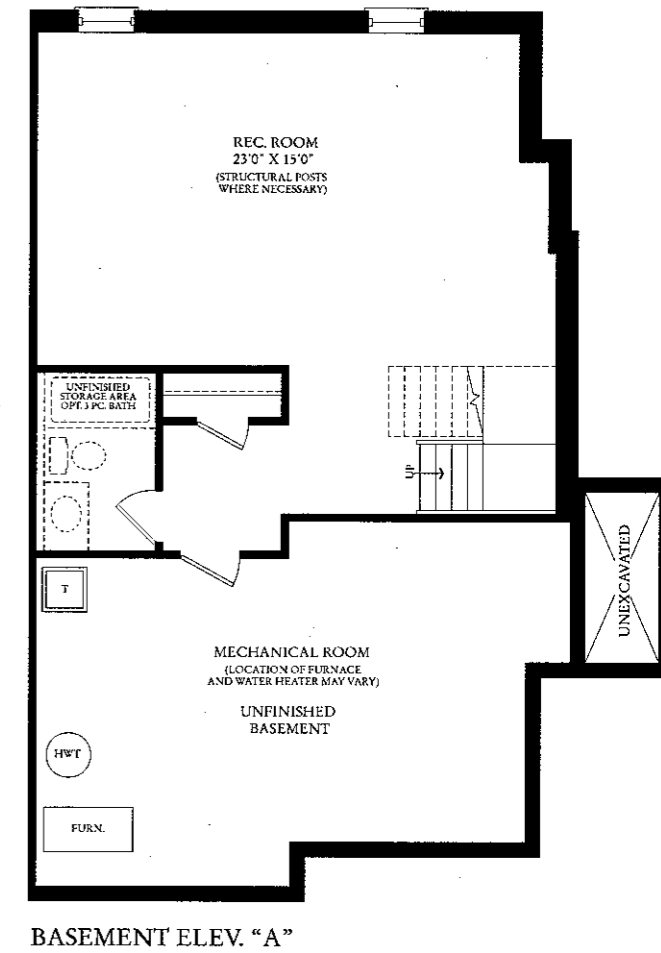 REC. ROOM
23'0" X 15'0"
(STRUCTURAL POSTS
WHERE NECESSARY)
UNFINISHED
STORAGE AREA
OPT. 3 PC. BATH
UP
UNEXCAVATED
T
MECHANICAL ROOM
(LOCATION OF FURNACE
AND WATER HEATER MAY VARY)
UNFINISHED
BASEMENT
HWT
FURN.
BASEMENT ELEV. “A”